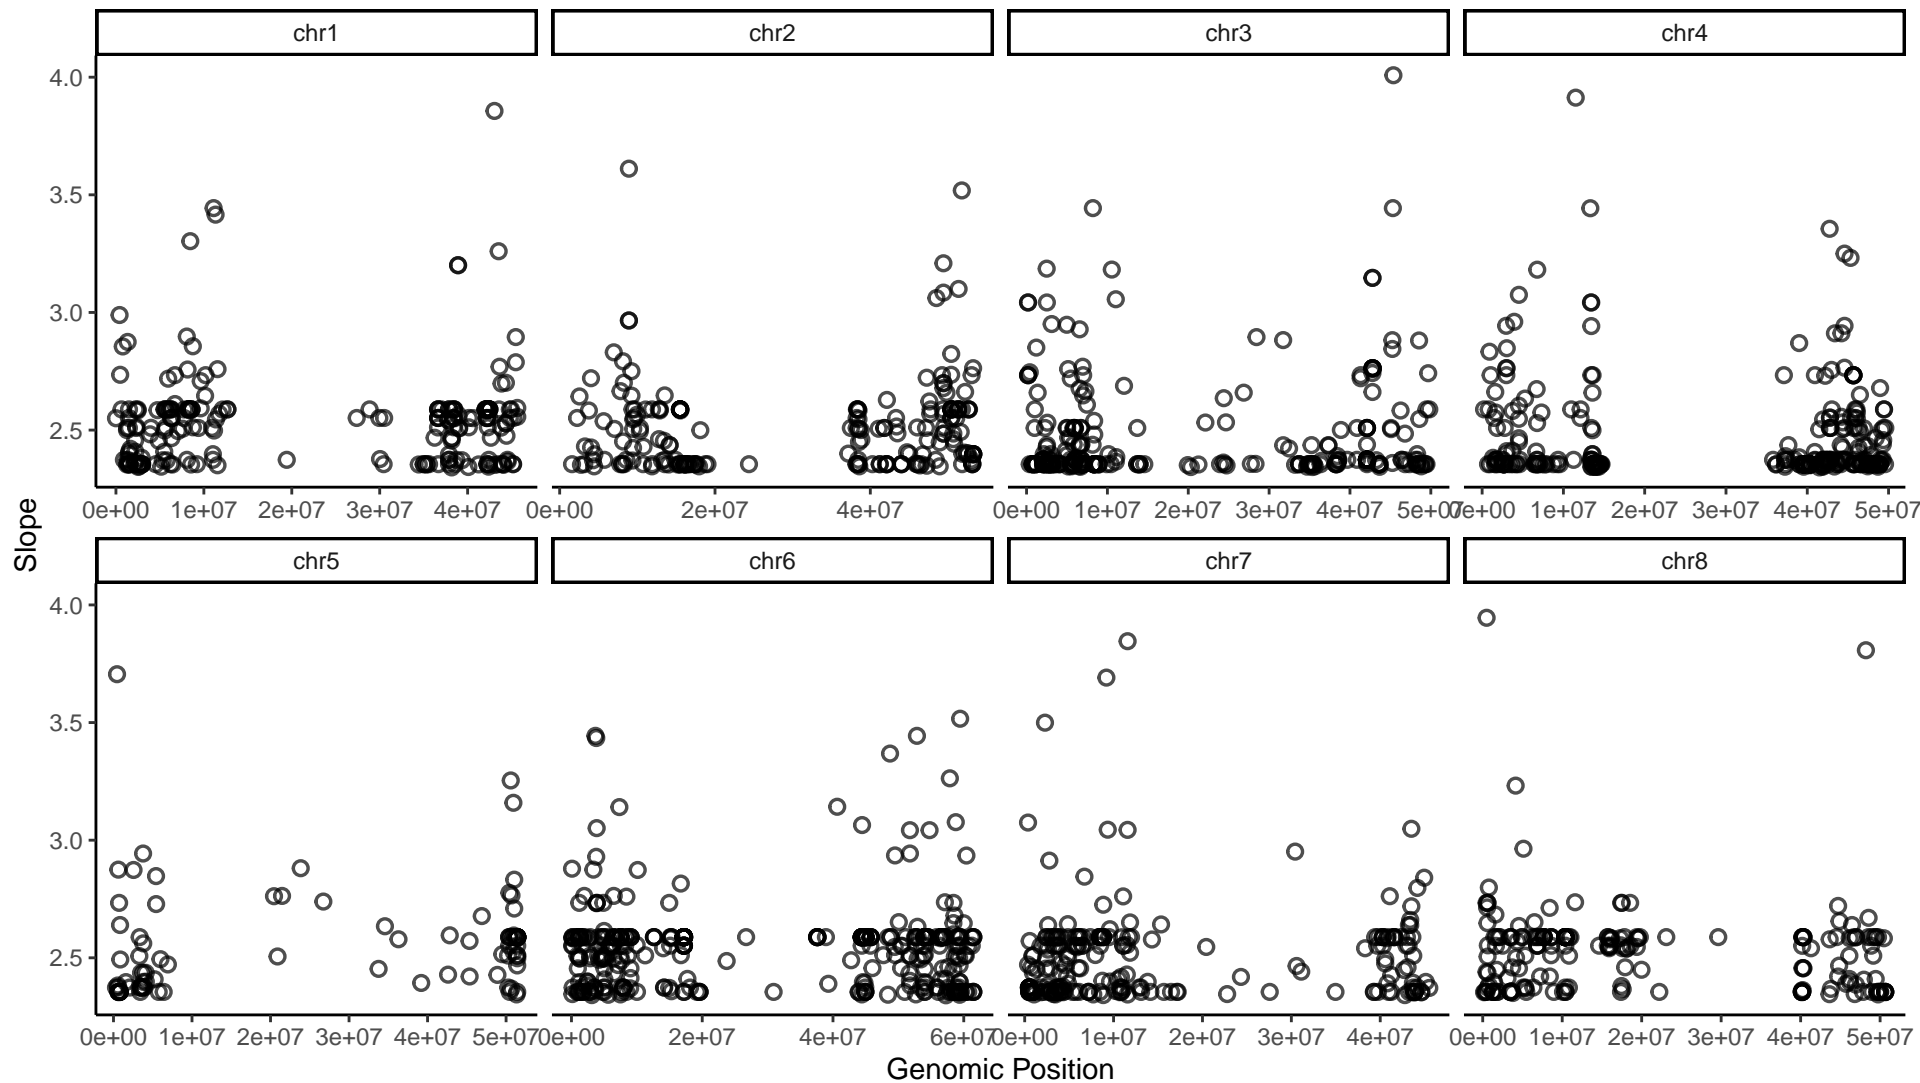 chr1 chr2 chr3 chr4
4.0
3.5
3.0
2.5
0e+00 1e+07 2e+07 3e+07 4e+07 0e+00 2e+07 4e+07 0e+00 1e+07 2e+07 3e+07 4e+07 5e+07 0e+00 1e+07 2e+07 3e+07 4e+07 5e+07
Slope
chr5 chr6 chr7 chr8
4.0
3.5
3.0
2.5
0e+00 1e+07 2e+07 3e+07 4e+07 5e+07 0e+00 2e+07 4e+07 6e+07 0e+00 1e+07 2e+07 3e+07 4e+07 0e+00 1e+07 2e+07 3e+07 4e+07 5e+07
Genomic Position